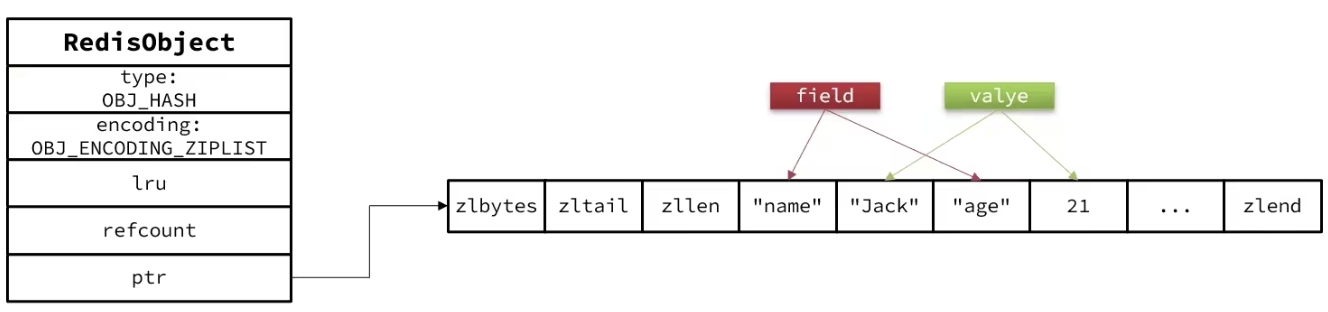 RedisObject
type:
OBJ_HASH
encoding:
OBJ_ENCODING_ZIPLIST
lru
refcount
ptr
field
valye
zlbytes
zltail
zllen
"name"
"Jack"
"age"
21
...
zlend